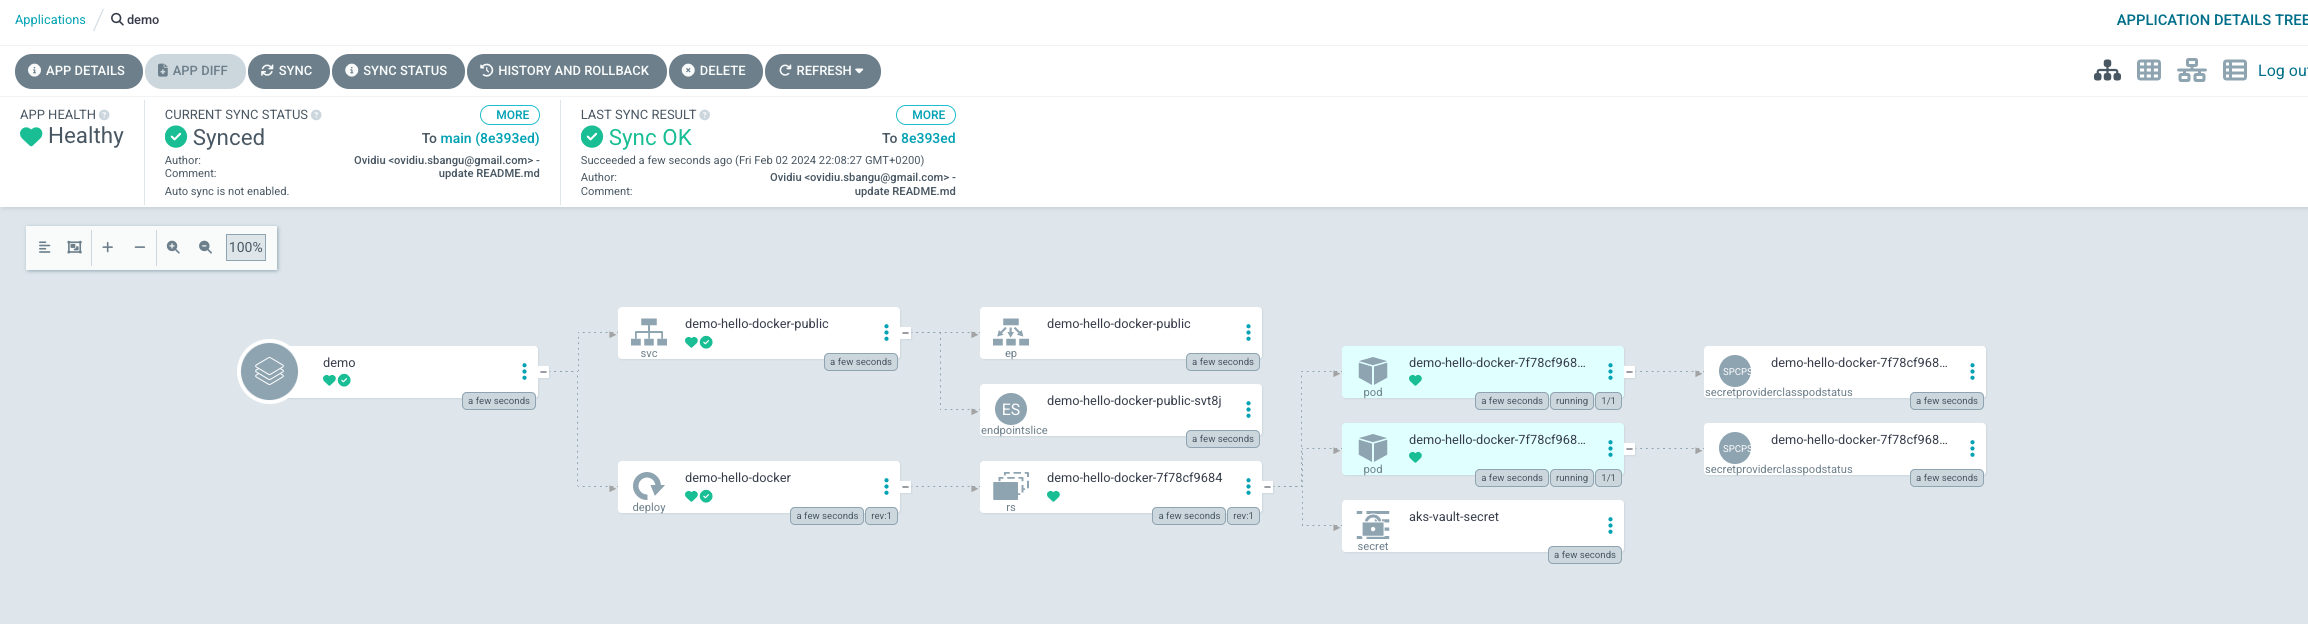 Applications / demo
APPLICATION DETAILS TREE
APP DETAILS
APP DIFF
SYNC
SYNC STATUS
HISTORY AND ROLLBACK
DELETE
REFRESH
Log out
APP HEALTH
Healthy
CURRENT SYNC STATUS
MORE
Synced
To main (8e393ed)
Author:
Ovidiu <ovidiu.sbangu@gmail.com> -
Comment:
update README.md
Auto sync is not enabled.
LAST SYNC RESULT
MORE
Sync OK
To 8e393ed
Succeeded a few seconds ago (Fri Feb 02 2024 22:08:27 GMT+0200)
Author:
Ovidiu <ovidiu.sbangu@gmail.com> -
Comment:
update README.md
100%
demo
a few seconds
demo-hello-docker-public
svc
a few seconds
demo-hello-docker
deploy
a few seconds
rev:1
demo-hello-docker-public
ep
a few seconds
ES
demo-hello-docker-public-svt8j
endpointslice
a few seconds
demo-hello-docker-7f78cf9684
rs
a few seconds
rev:1
demo-hello-docker-7f78cf968...
pod
a few seconds
running
1/1
demo-hello-docker-7f78cf968...
pod
a few seconds
running
1/1
aks-vault-secret
secret
a few seconds
SPCPS
demo-hello-docker-7f78cf968...
secretproviderclasspodstatus
a few seconds
SPCPS
demo-hello-docker-7f78cf968...
secretproviderclasspodstatus
a few seconds